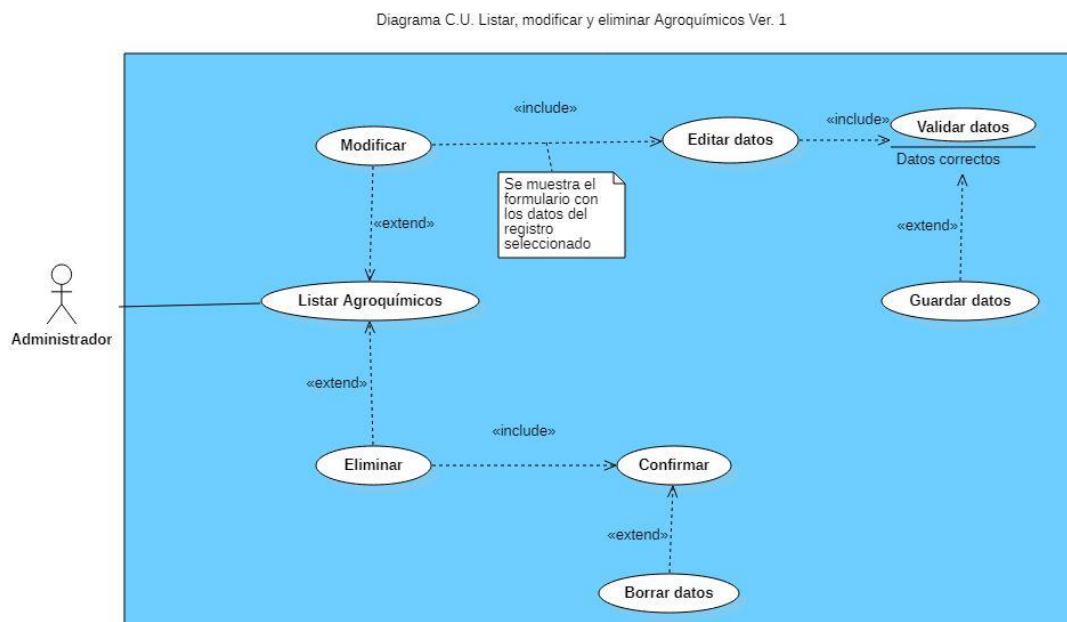 Diagrama C.U. Listar, modificar y eliminar Agroquímicos Ver. 1
«include»
«include»
Validar datos
Modificar
Editar datos
Datos correctos
Se muestra el
formulario con
los datos del
registro
seleccionado
«extend»
«extend»
Listar Agroquímicos
Guardar datos
Administrador
«extend»
«include»
Eliminar
Confirmar
«extend»
Borrar datos